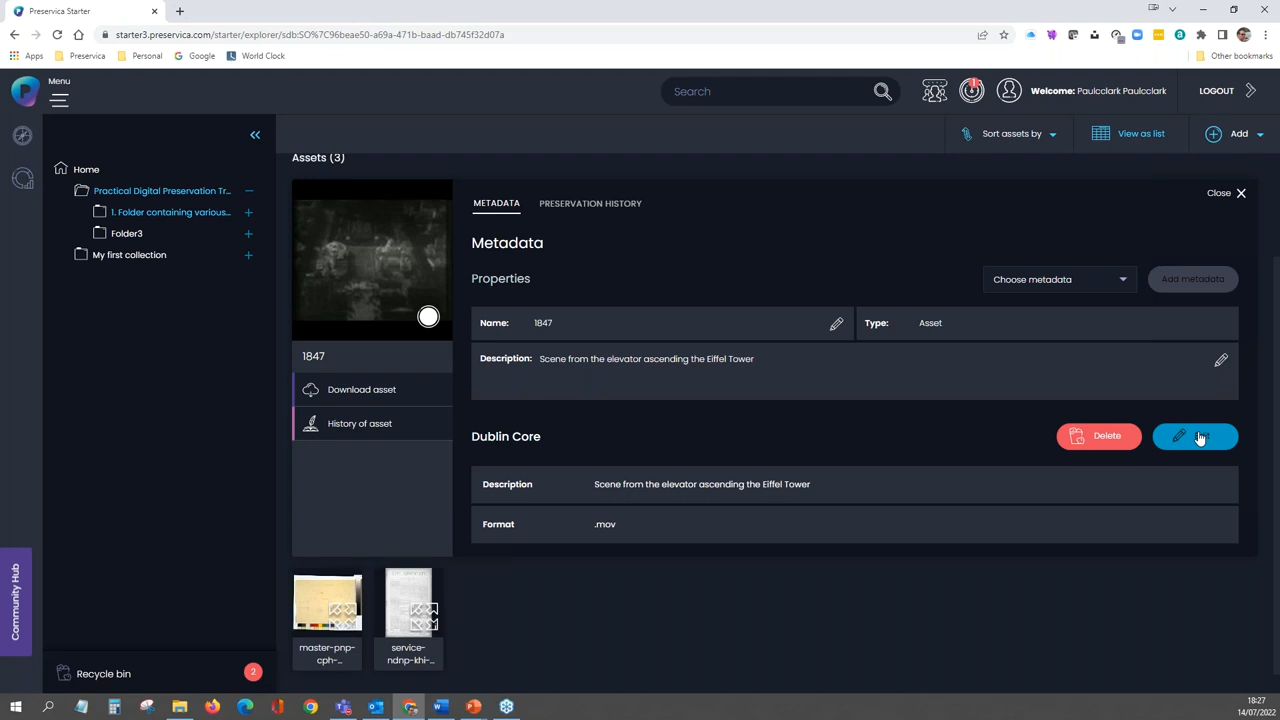 Preservica Starter
starter3.preservica.com/starter/explorer/sdb:SO%7C96beae50-a69a-471b-baad-db745f32d07a
Apps
Preservica
Personal
Google
World Clock
Other bookmarks
Menu
Search
Welcome: Paulcclark Paulcclark
LOGOUT
Sort assets by
View as list
Add
Home
Practical Digital Preservation Tr...
1. Folder containing various...
Folder3
My first collection
Assets (3)
METADATA
PRESERVATION HISTORY
Close
Metadata
Properties
Choose metadata
Add metadata
Name: 1847
Type: Asset
Description: Scene from the elevator ascending the Eiffel Tower
1847
Download asset
History of asset
Dublin Core
Delete
Description Scene from the elevator ascending the Eiffel Tower
Format .mov
master-pnp-
cph-...
service-
ndnp-khi-...
Community Hub
Recycle bin
2
18:27
14/07/2022